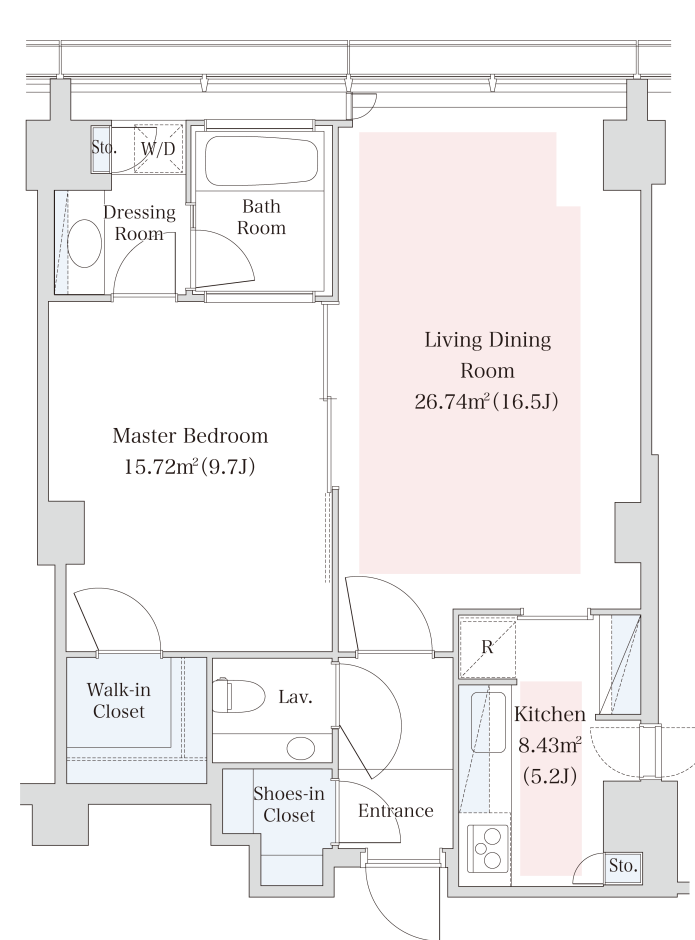 Sto.
W/D
Dressing
Room
Bath
Room
Living Dining
Room
26.74m²(16.5J)
Master Bedroom
15.72m²(9.7J)
R
Walk-in
Closet
Lav.
Kitchen
8.43m²
(5.2J)
Shoes-in
Closet
Entrance
Sto.